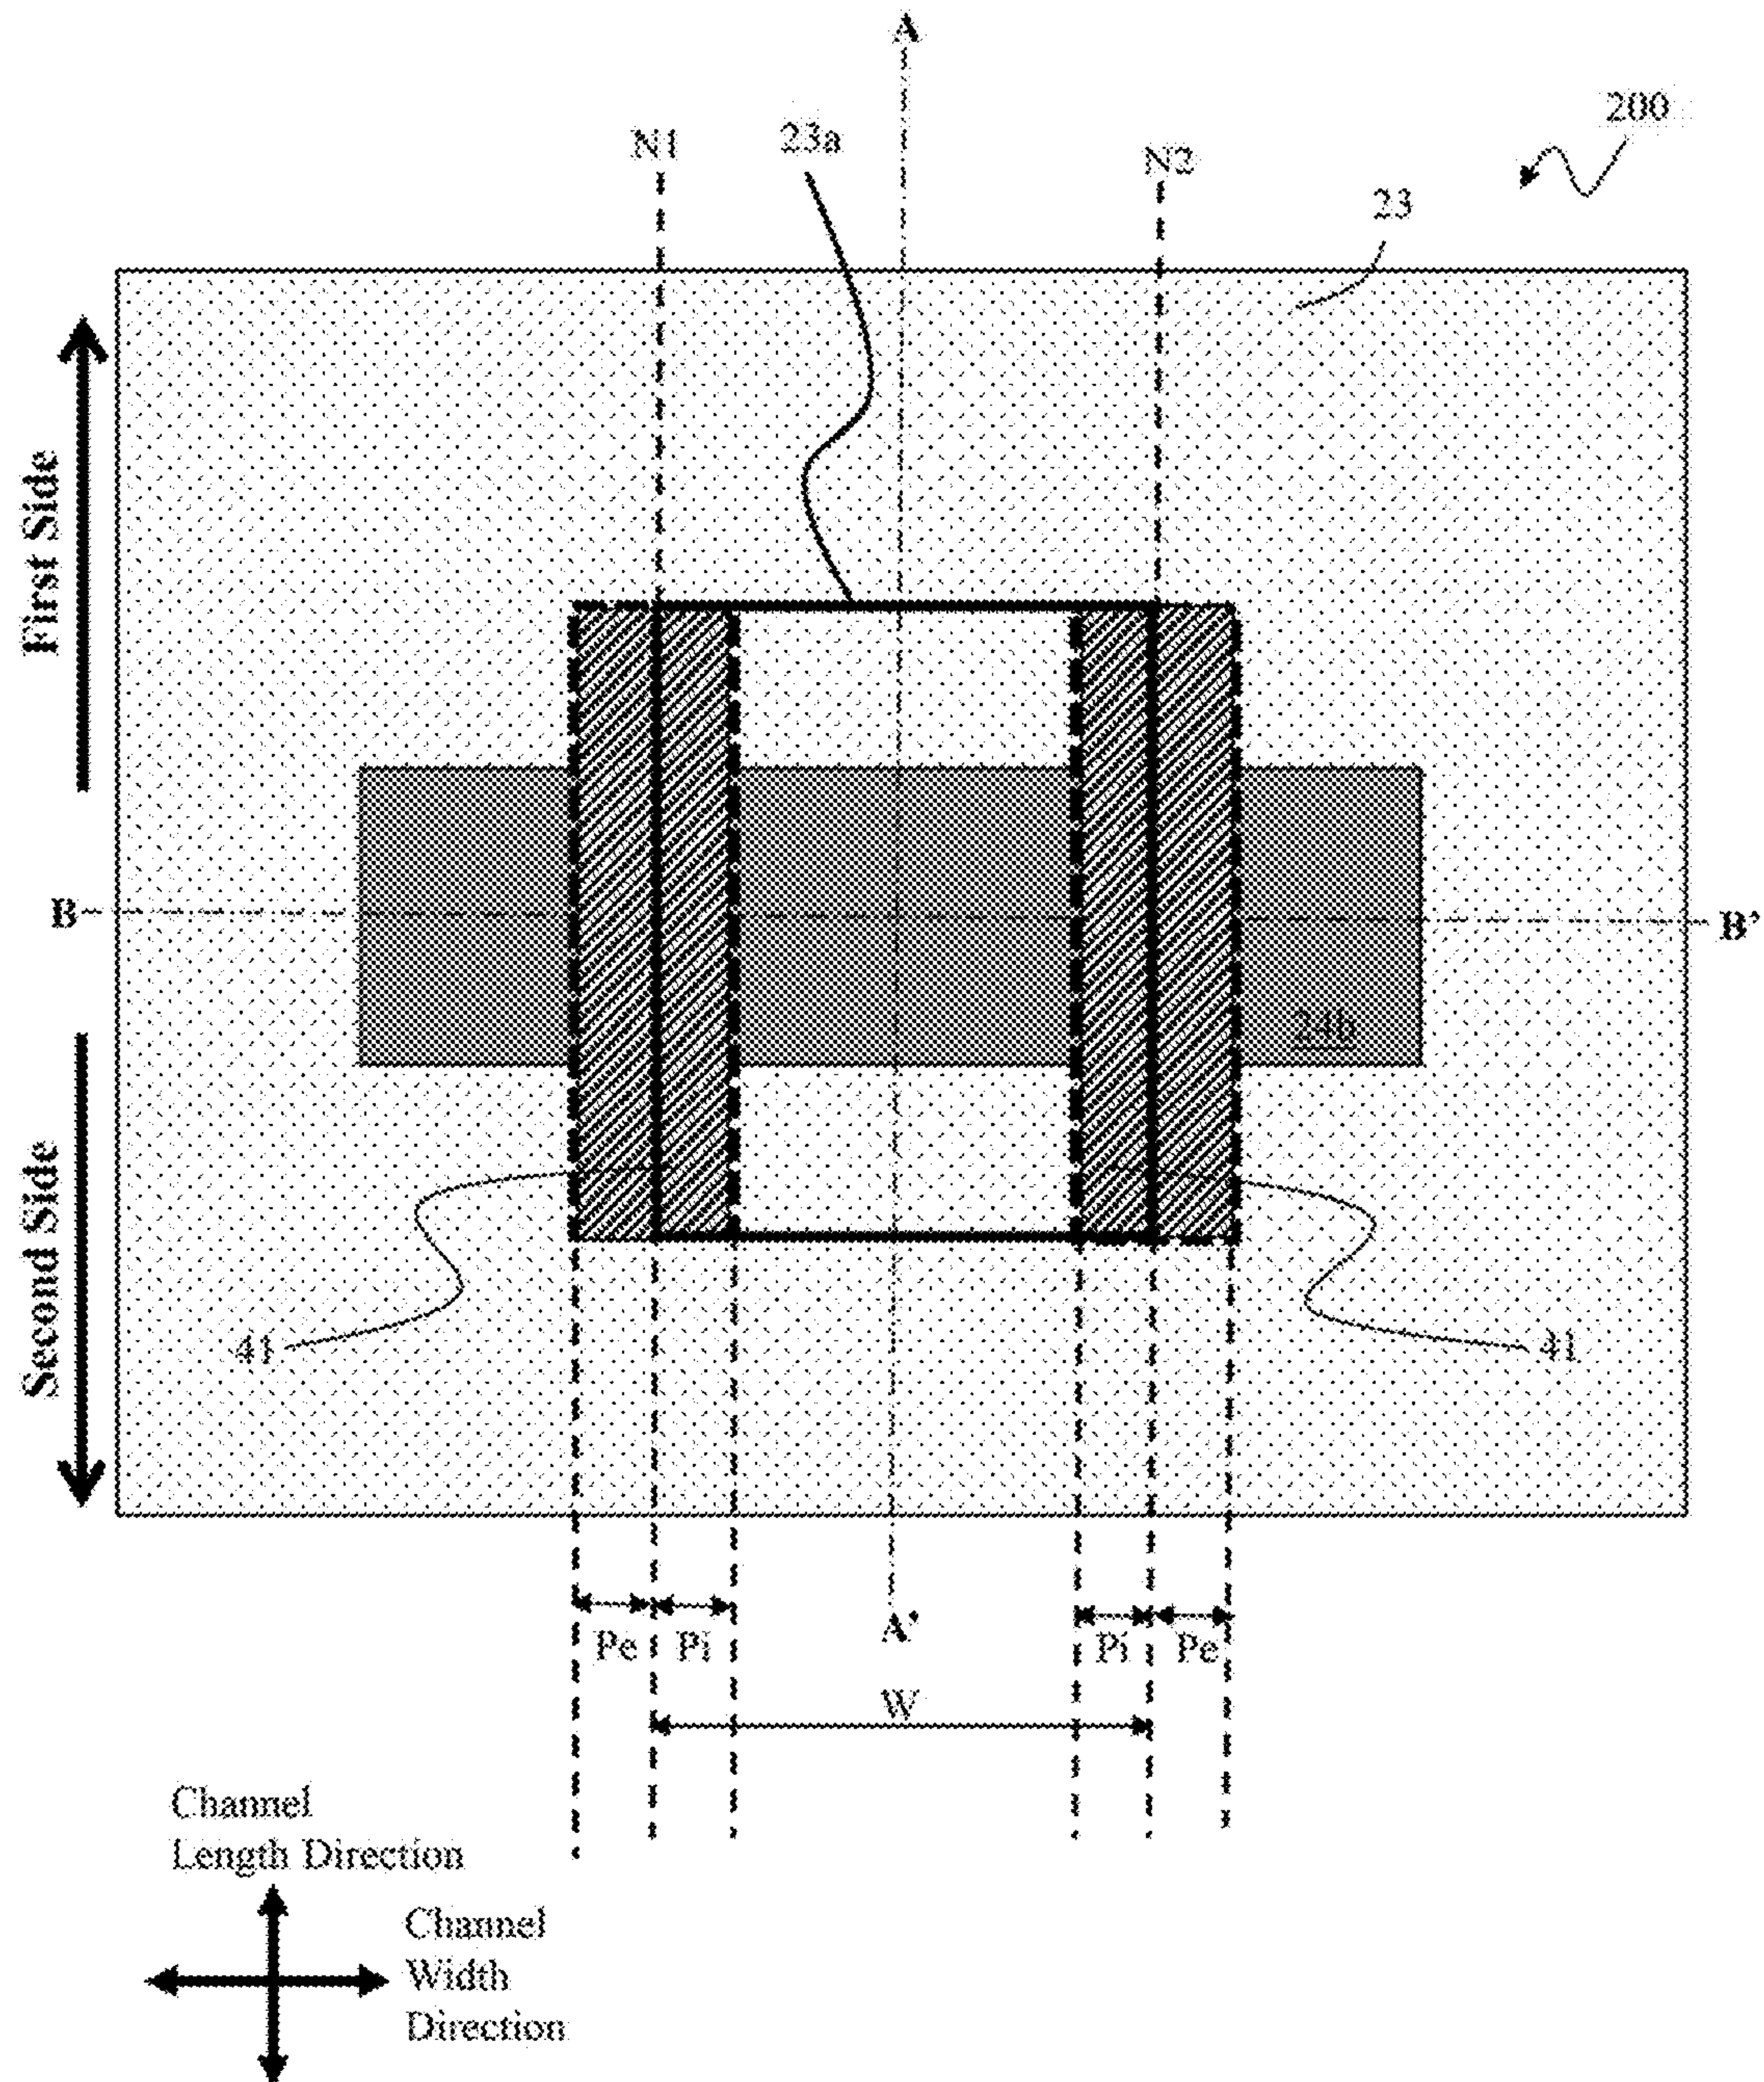 A
200
N1
23a
N2
23
First Side
B
B'
24b
Second Side
41
41
Pe
Pi
A'
Pi
Pe
W
Channel
Length Direction
Channel
Width
Direction